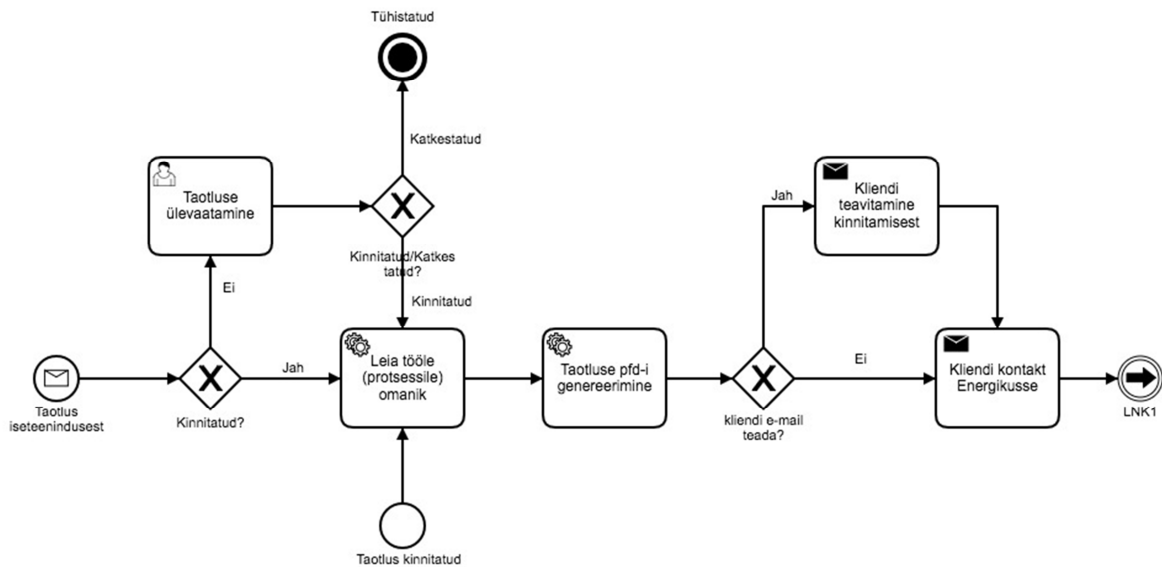 Tühistatud
Katkestatud
Taotluse
ülevaatamine
Kinnitatud/Katkes
tatud?
Kinnitatud
Ei
Taotlus
iseteenindusest
Kinnitatud?
Jah
Leia tööle
(protsessile)
omanik
Taotlus kinnitatud
Taotluse pfd-i
genereerimine
kliendi e-mail
teada?
Jah
Kliendi
teavitamine
kinnitamisest
Ei
Kliendi kontakt
Energikusse
LNK1